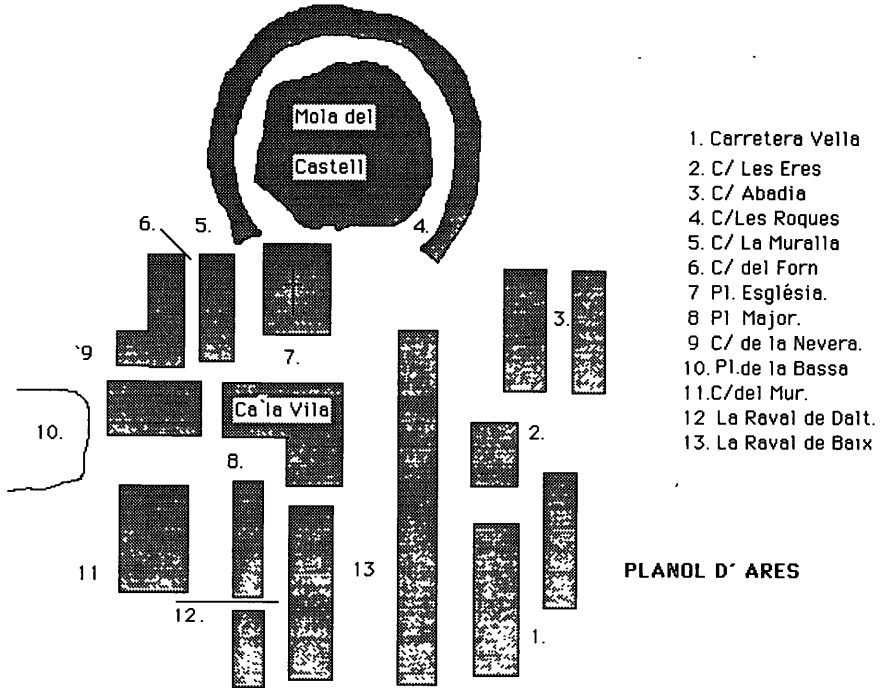 Mola del
Castell
6.
5.
4.
3.
`9
7.
Ca`la Vila
10.
2.
8.
11
13
12.
1.
1. Carretera Vella
2. C/ Les Eres
3. C/ Abadia
4. C/Les Roques
5. C/ La Muralla
6. C/ del Forn
7 Pl. Església.
8 Pl Major.
9 C/ de la Nevera.
10. Pl.de la Bassa
11.C/del Mur.
12 La Raval de Dalt.
13. La Raval de Baix
PLANOL D´ ARES